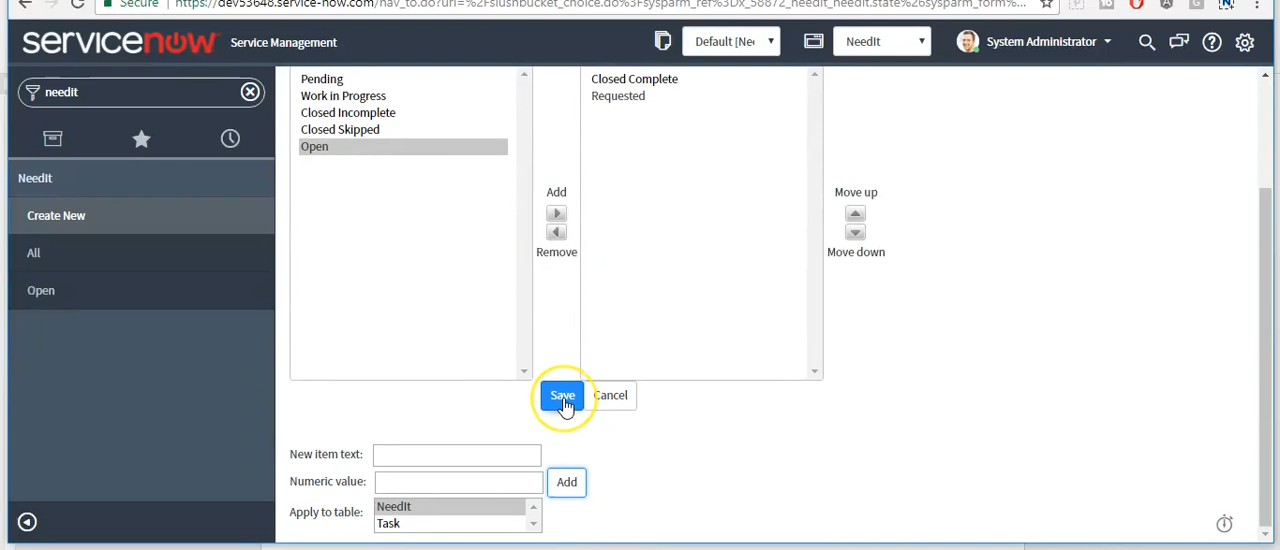 Secure https://dev53648.service-now.com/nav_to.do?uri=%2Fslushbucket_choice.do%3Fsysparm_ref%3Dx_58872_needit_needit.state%26sysparm_form...
servicenow Service Management
Default [Nee
NeedIt
System Administrator
needit
NeedIt
Create New
All
Open
Pending
Work in Progress
Closed Incomplete
Closed Skipped
Open
Add
Remove
Closed Complete
Requested
Move up
Move down
Save Cancel
New item text:
Numeric value:
Add
Apply to table:
NeedIt
Task